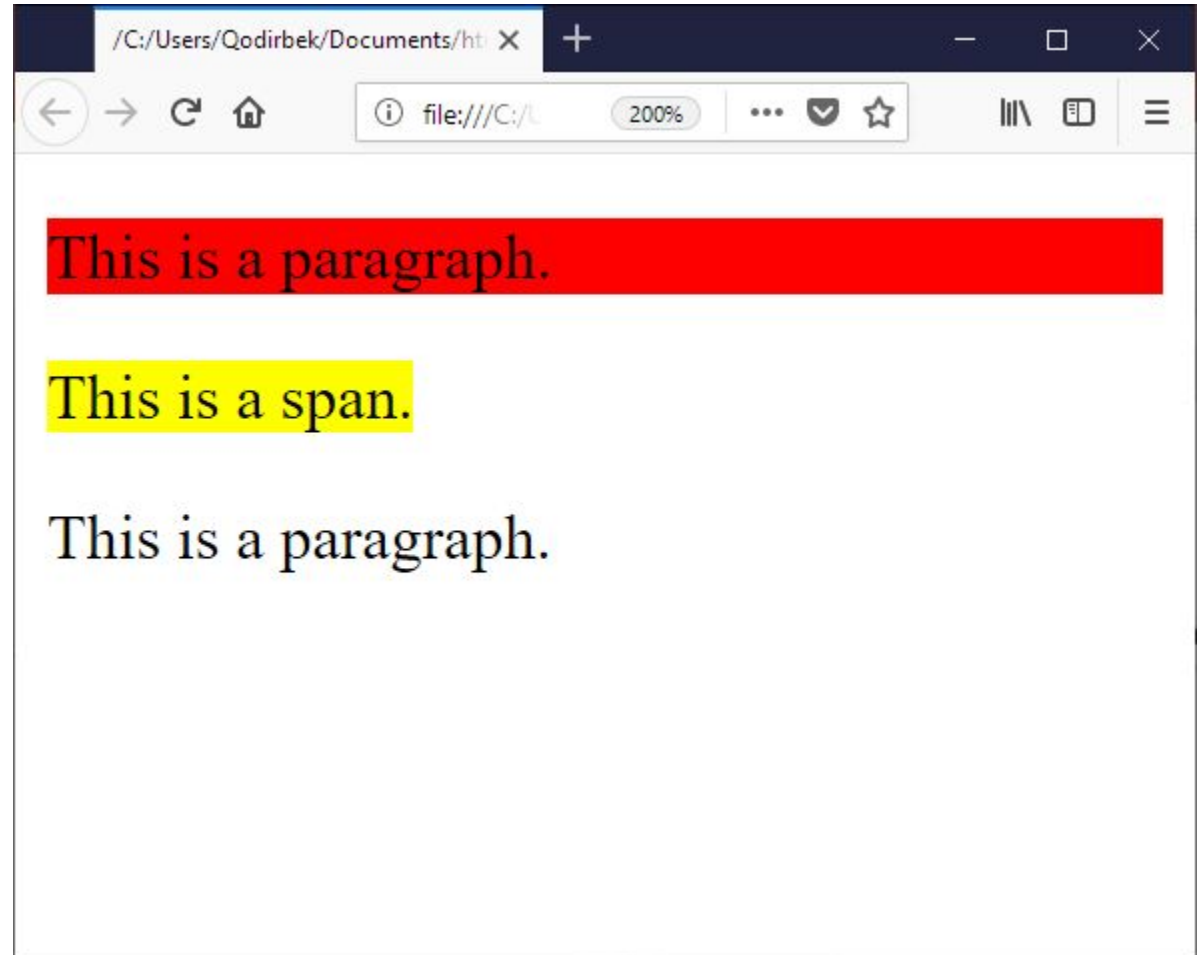 /C:/Users/Qodirbek/Documents/ht
file:///C:/ 200%
This is a paragraph.
This is a span.
This is a paragraph.